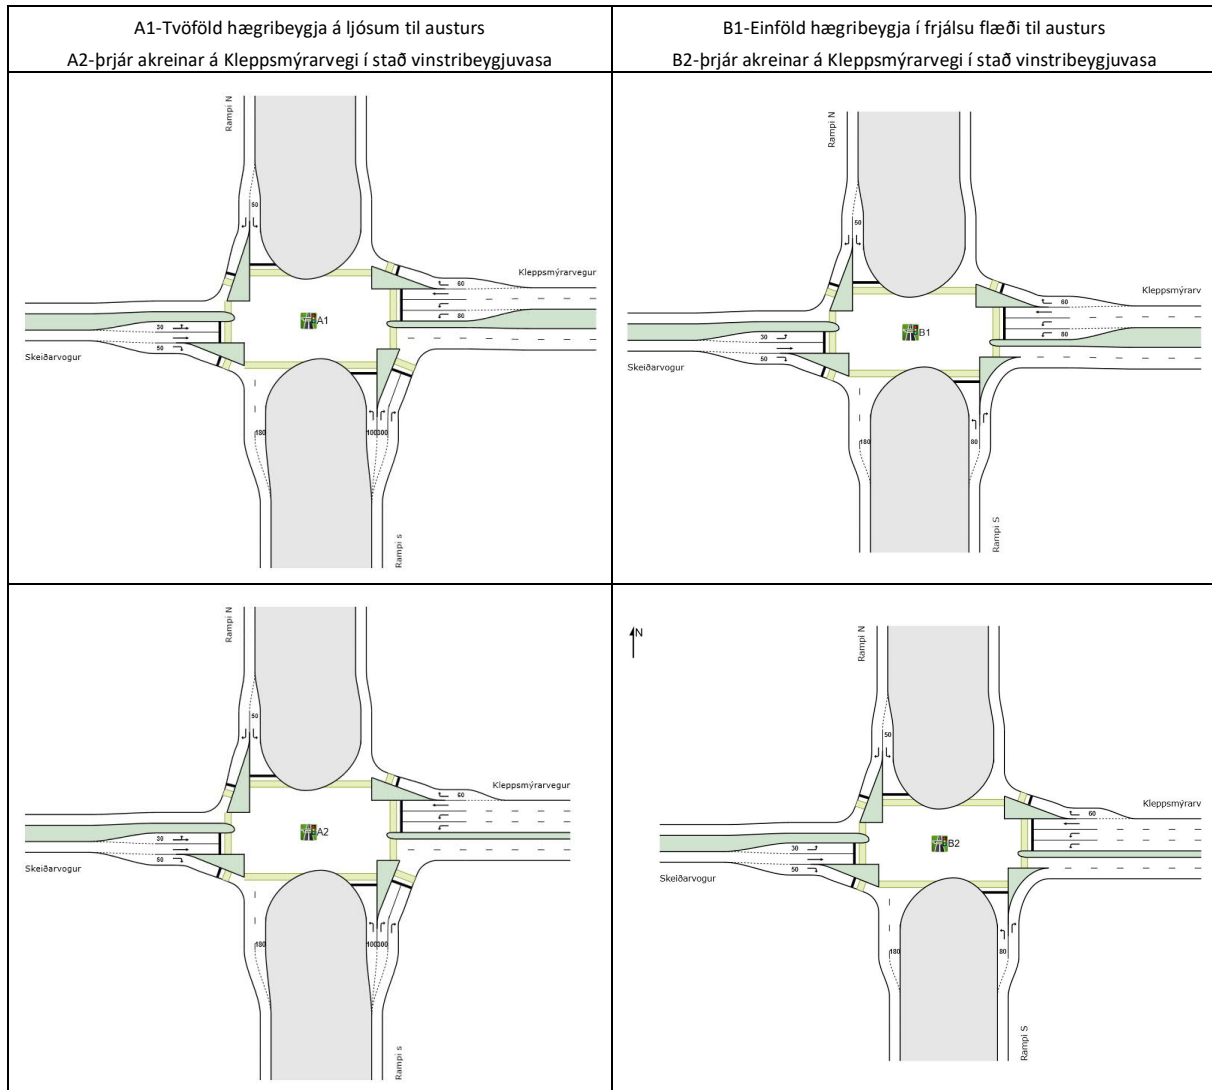 A1-Tvöföld hægribeygja á ljósum til austurs
A2-þrjár akreinar á Kleppsmýrarvegi í stað vinstribeygjuvasa
B1-Einföld hægribeygja í frjálsu flæði til austurs
B2-þrjár akreinar á Kleppsmýrarvegi í stað vinstribeygjuvasa
Rampi N
50
Kleppsmýrarvegur
60
A1
80
30
50
Skeiðarvogur
180
100
300
Rampi s
Rampi N
50
Kleppsmýrarv
60
B1
80
30
50
Skeiðarvogur
180
80
Rampi S
Rampi N
50
Kleppsmýrarvegur
60
A2
30
50
Skeiðarvogur
180
100
300
Rampi s
N
Rampi N
50
Kleppsmýrarv
60
B2
30
50
Skeiðarvogur
180
80
Rampi S